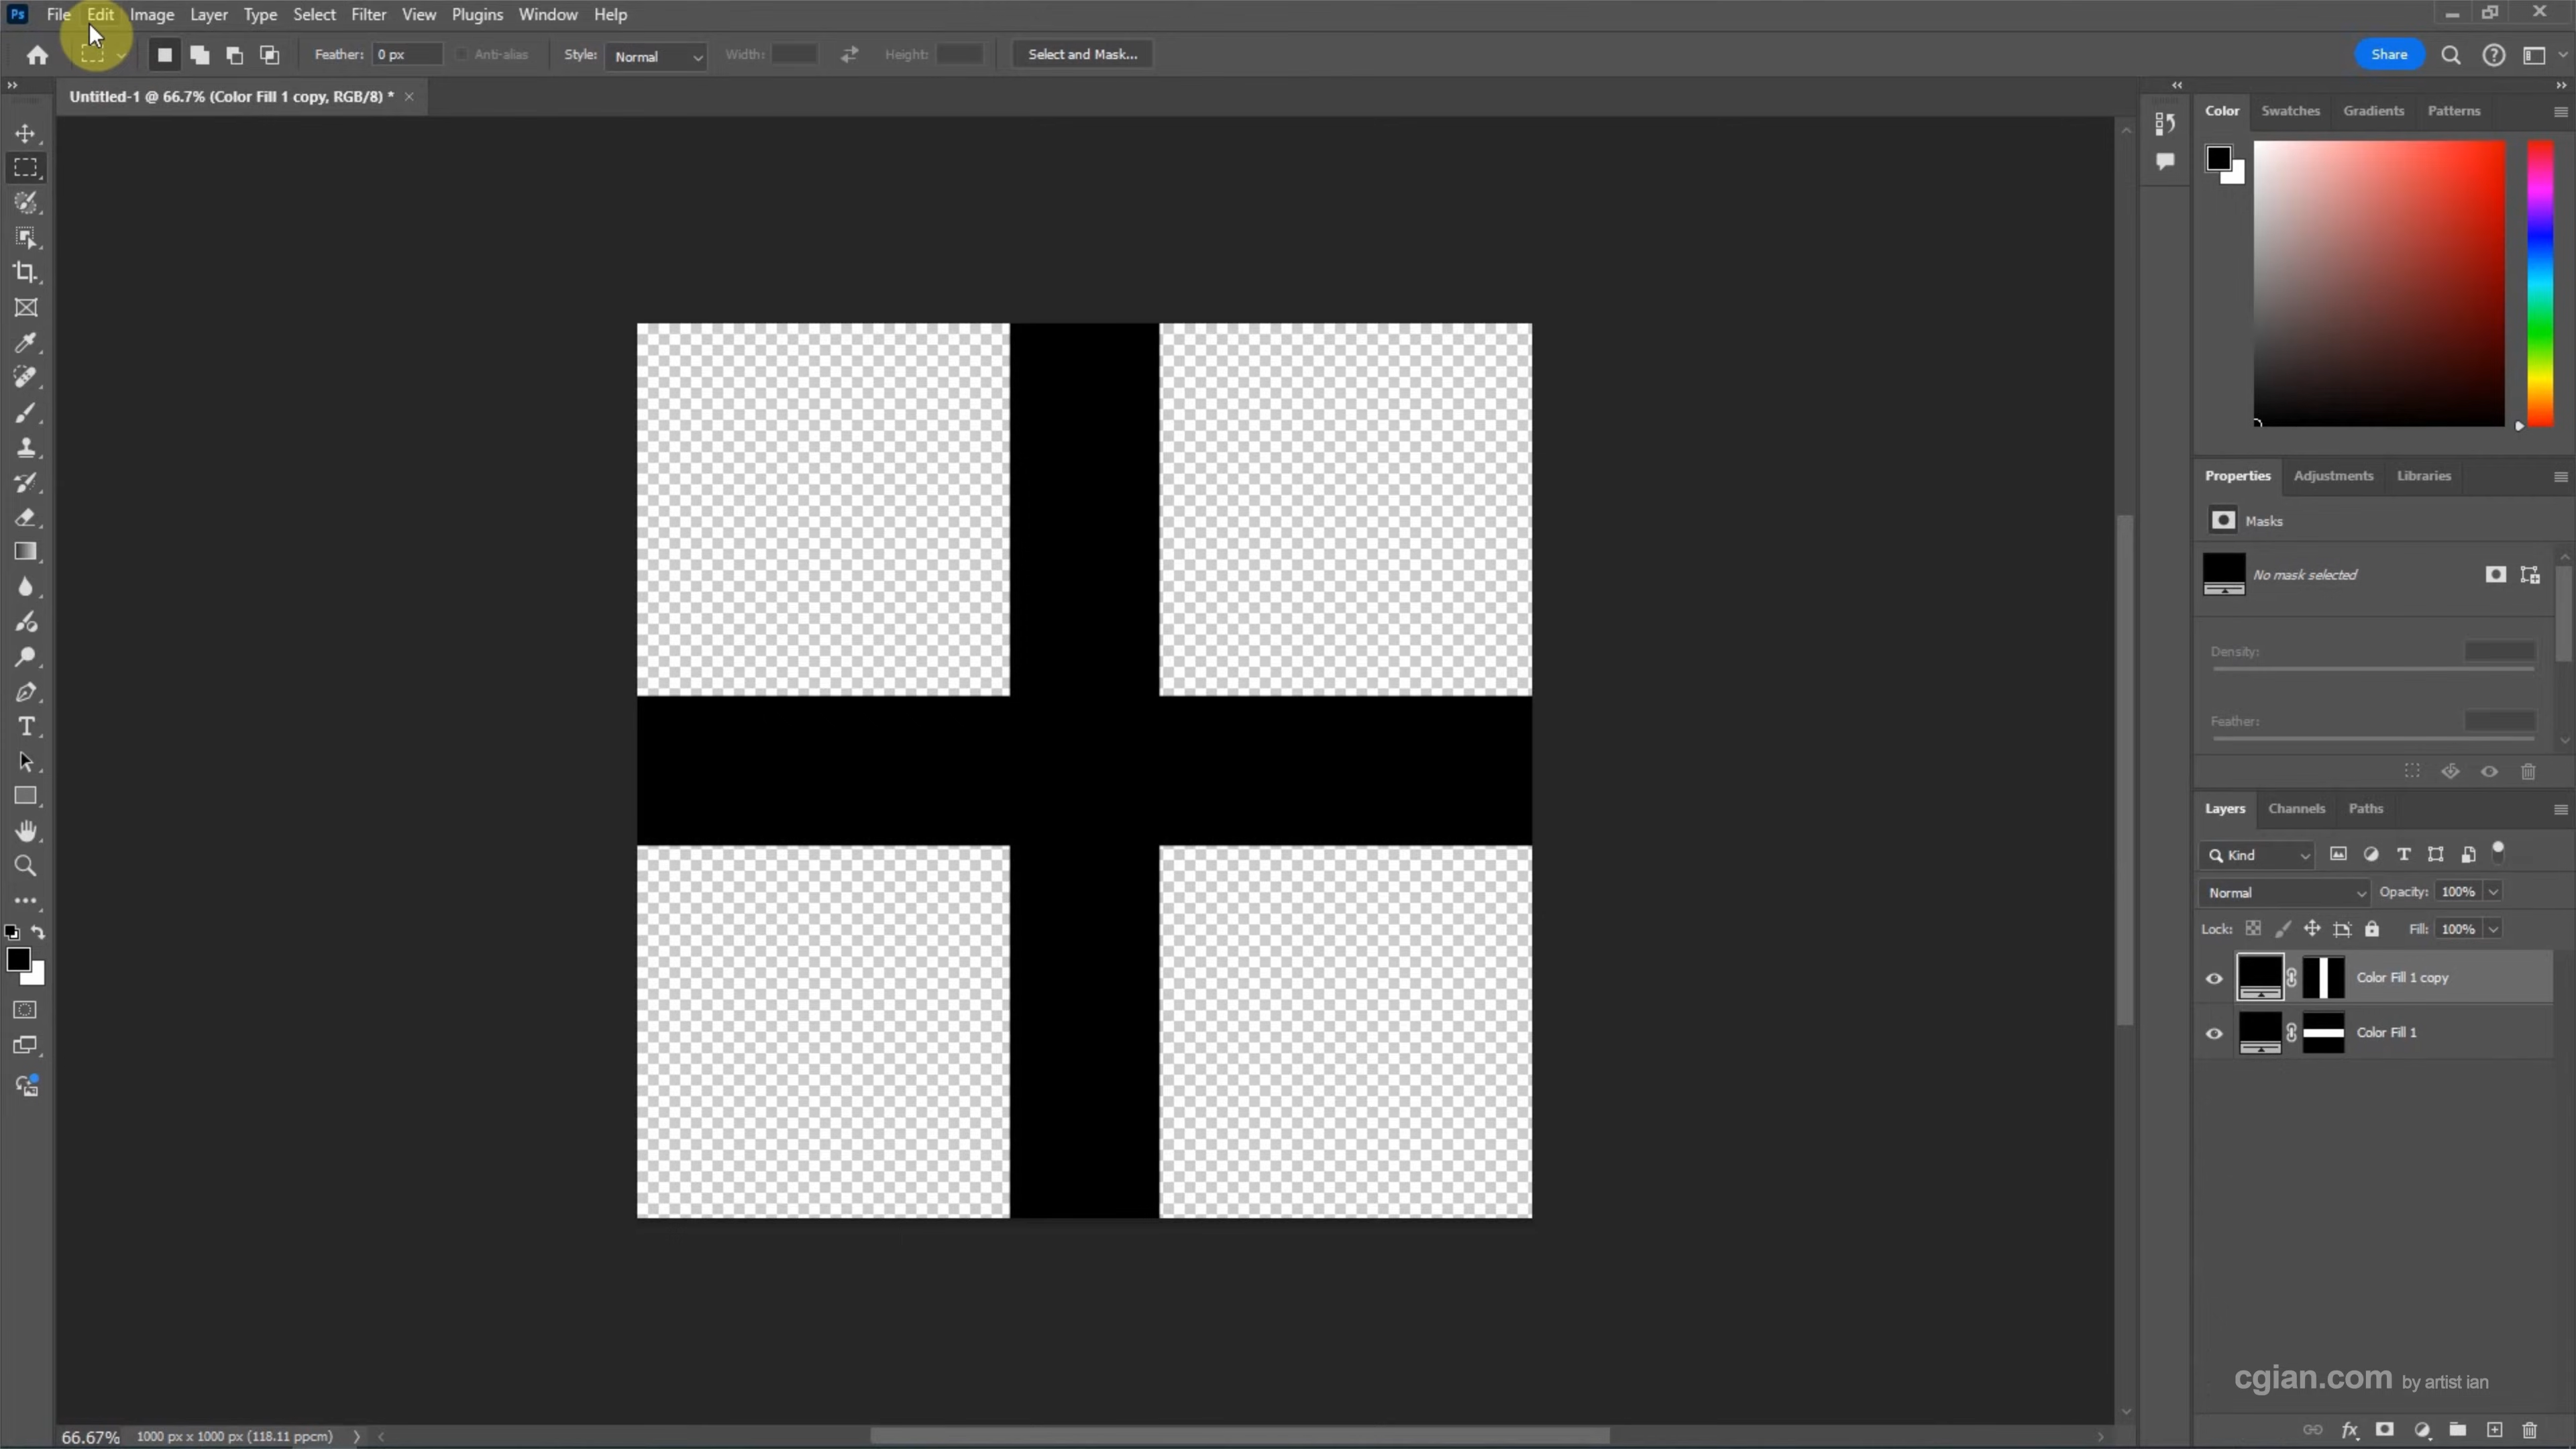 Ps File Edit Image Layer Type Select Filter View Plugins Window Help
Feather: 0 px Anti-alias Style: Normal Width: Height: Select and Mask... Share
Untitled-1 @ 66.7% (Color Fill 1 copy, RGB/8) *
Color Swatches Gradients Patterns
Properties Adjustments Libraries
Masks
No mask selected
Density:
Feather:
Layers Channels Paths
Kind
Normal Opacity: 100%
Lock: Fill: 100%
Color Fill 1 copy
Color Fill 1
cgian.com by artist ian
66.67% 1000 px x 1000 px (118.11 ppcm)